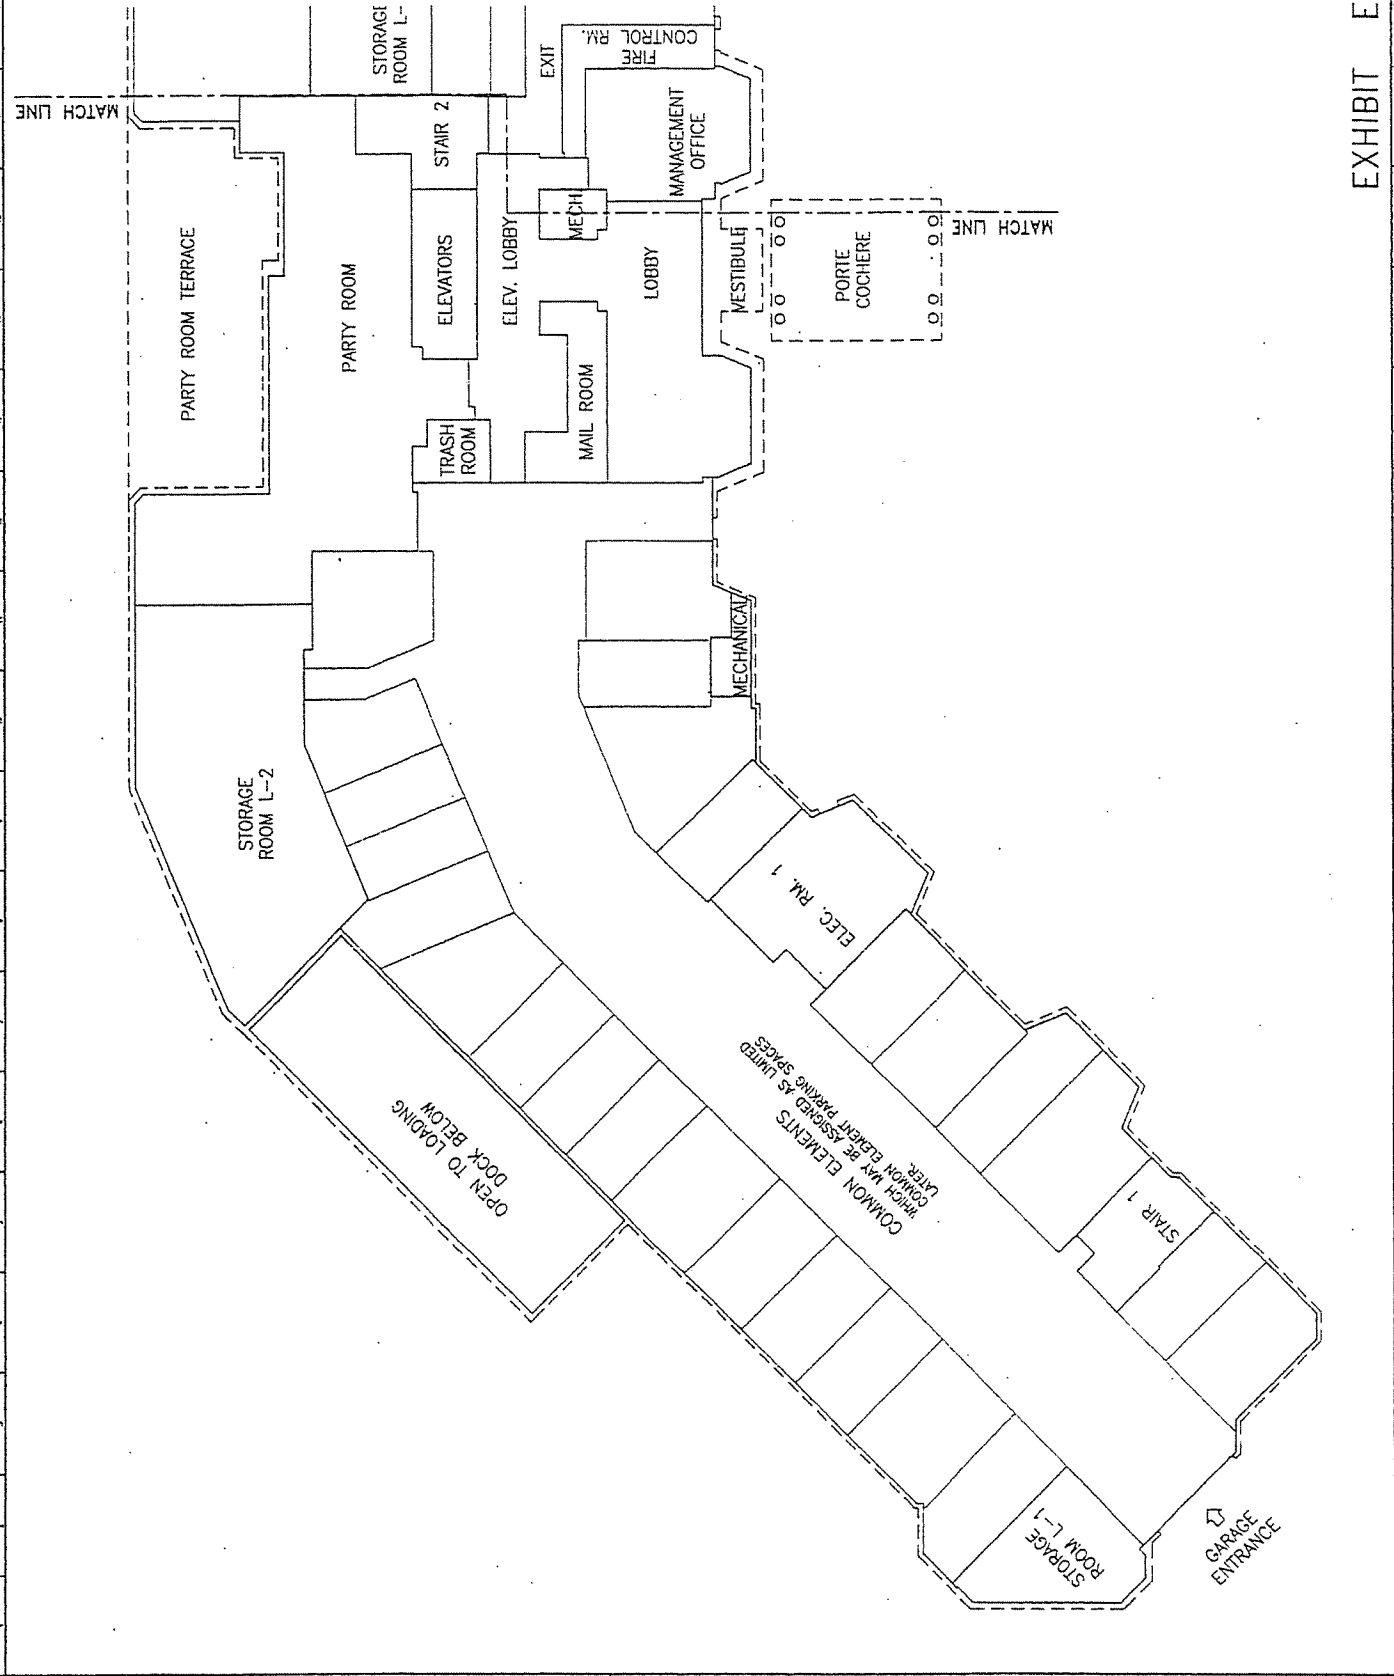 EXHIBIT E
MATCH LINE
STORAGE
ROOM L-
EXIT
FIRE
CONTROL RM.
STAIR 2
MANAGEMENT
OFFICE
PARTY ROOM TERRACE
PARTY ROOM
ELEVATORS
ELEV. LOBBY
MECH
LOBBY
VESTIBULE
PORTE
COCHERE
MATCH LINE
TRASH
ROOM
MAIL ROOM
MECHANICAL
STORAGE
ROOM L-2
ELEC. RM. 1
OPEN TO LOADING
DOCK BELOW
COMMON ELEMENTS
WHICH MAY BE ASSIGNED AS LIMITED
COMMON ELEMENT PARKING SPACES
LATER.
STAIR 1
STORAGE
ROOM L-1
GARAGE
ENTRANCE